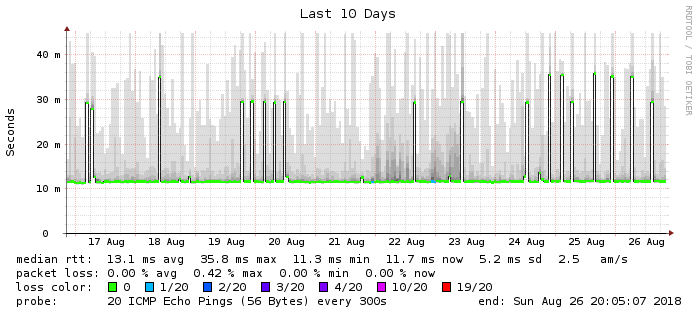 Last 10 Days
RRDTOOL / TOBI OETIKER
Seconds
40 m
30 m
20 m
10 m
0
17 Aug 18 Aug 19 Aug 20 Aug 21 Aug 22 Aug 23 Aug 24 Aug 25 Aug 26 Aug
median rtt: 13.1 ms avg 35.8 ms max 11.3 ms min 11.7 ms now 5.2 ms sd 2.5 am/s
packet loss: 0.00 % avg 0.42 % max 0.00 % min 0.00 % now
loss color: 0 1/20 2/20 3/20 4/20 10/20 19/20
probe: 20 ICMP Echo Pings (56 Bytes) every 300s end: Sun Aug 26 20:05:07 2018